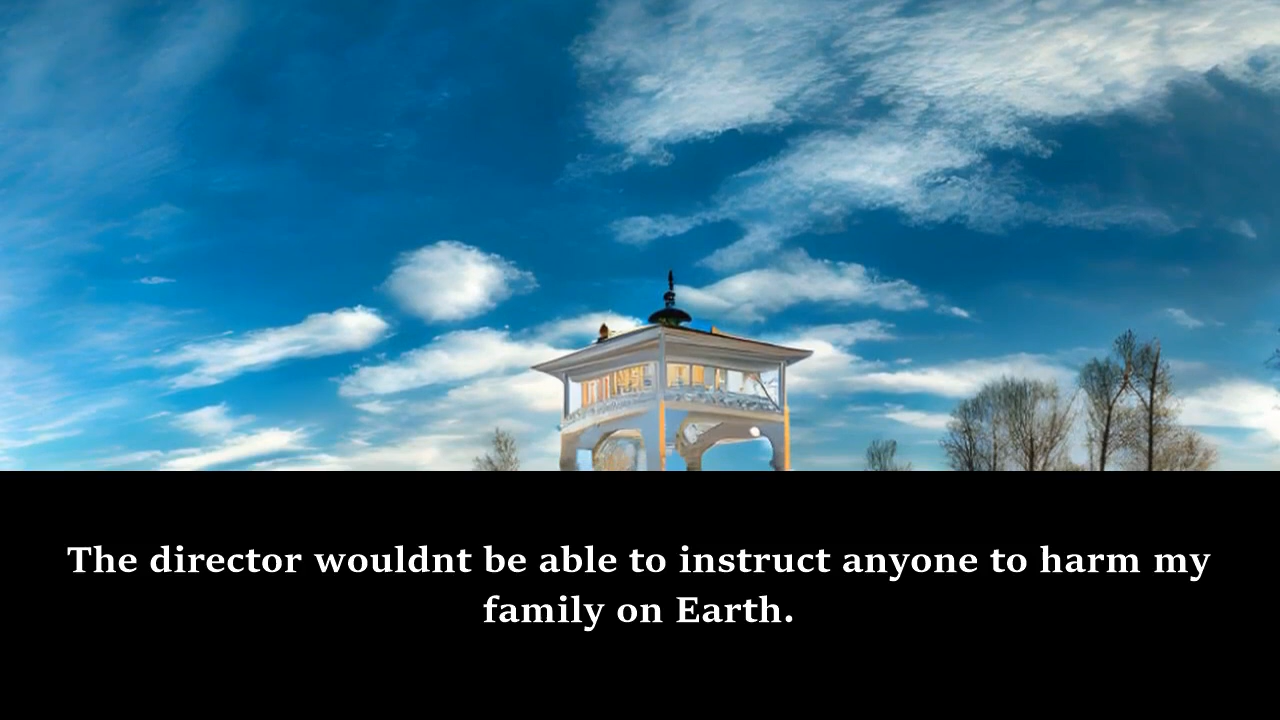 The director wouldnt be able to instruct anyone to harm my
family on Earth.